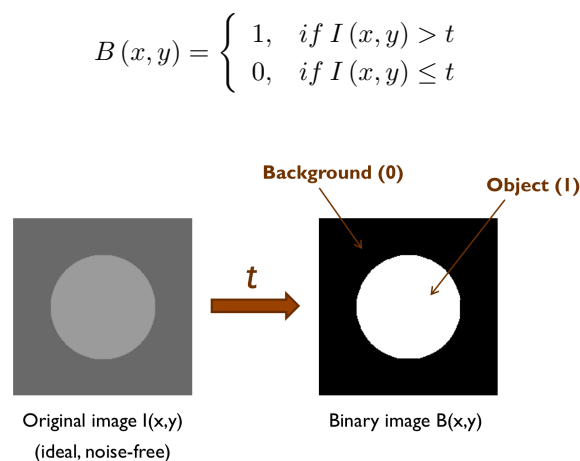 B (x, y) = { 1, if I (x, y) > t
0, if I (x, y) ≤ t
Background (0)
Object (1)
t
Original image I(x,y)
(ideal, noise-free)
Binary image B(x,y)